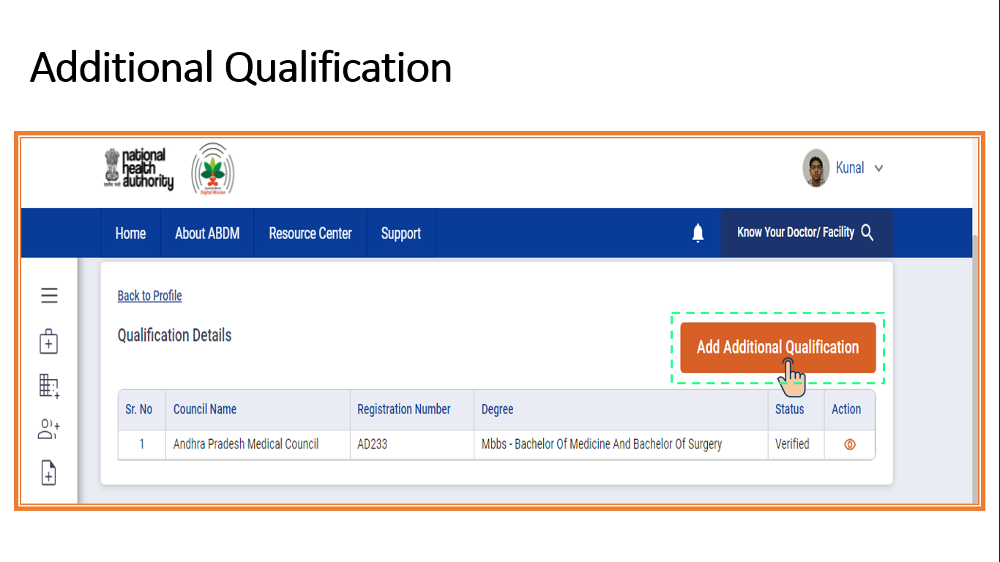 Additional Qualification
national
health
authority
Digital Mission
Kunal
Home About ABDM Resource Center Support Know Your Doctor/ Facility
Back to Profile
Qualification Details
Add Additional Qualification
Sr. No Council Name Registration Number Degree Status Action
1 Andhra Pradesh Medical Council AD233 Mbbs - Bachelor Of Medicine And Bachelor Of Surgery Verified